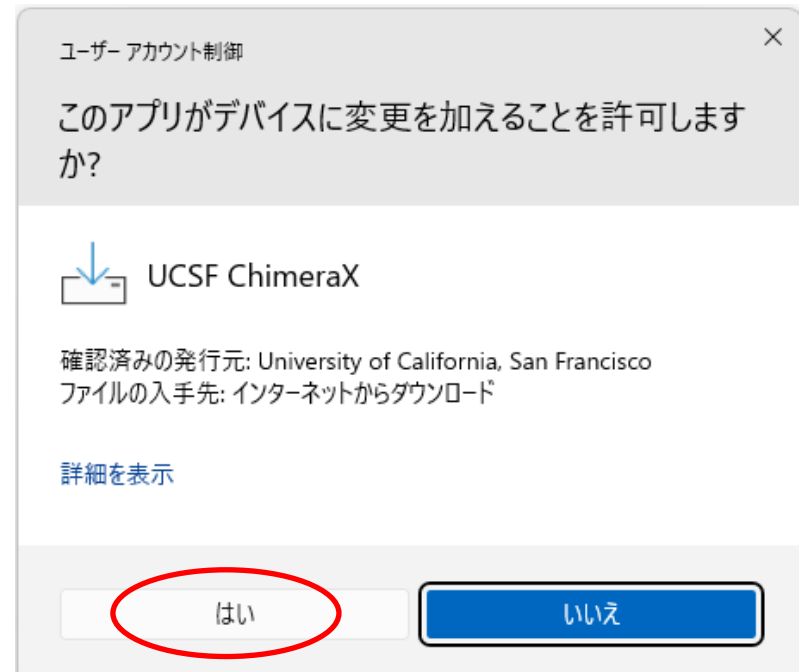 ユーザー アカウント制御
このアプリがデバイスに変更を加えることを許可します
か?
UCSF ChimeraX
確認済みの発行元: University of California, San Francisco
ファイルの入手先: インターネットからダウンロード
詳細を表示
はい
いいえ